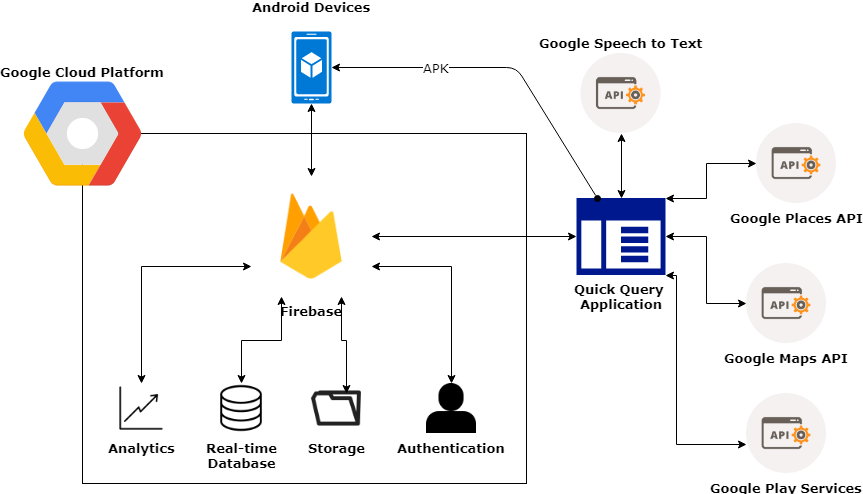 Android Devices
Google Cloud Platform
APK
Google Speech to Text
API
API
Google Places API
Quick Query
Application
API
Google Maps API
Firebase
Analytics
Real-time
Database
Storage
Authentication
API
Google Play Services